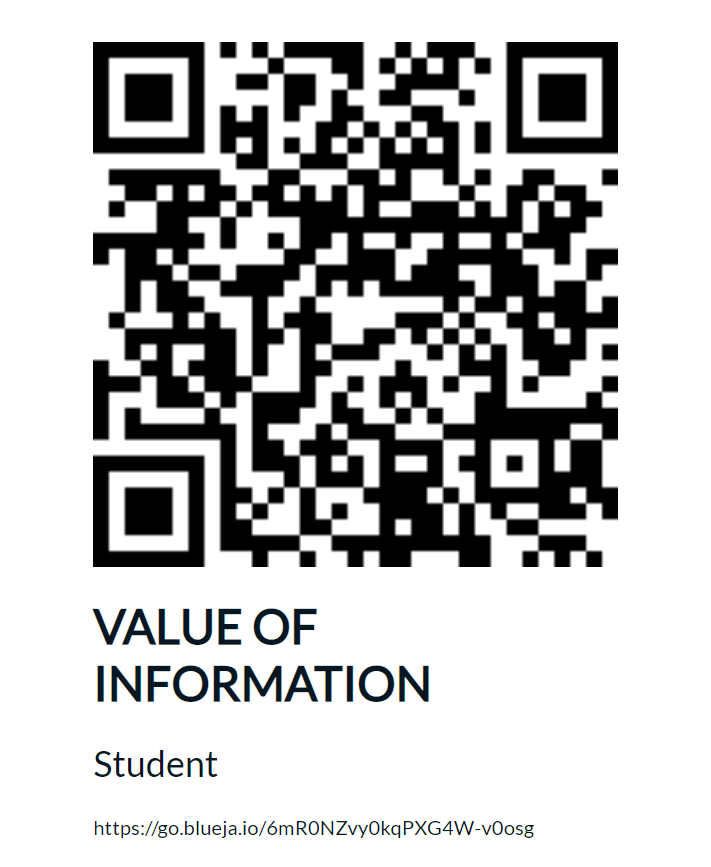 VALUE OF
INFORMATION
Student
https://go.blueja.io/6mR0NZvy0kqPXG4W-v0osg